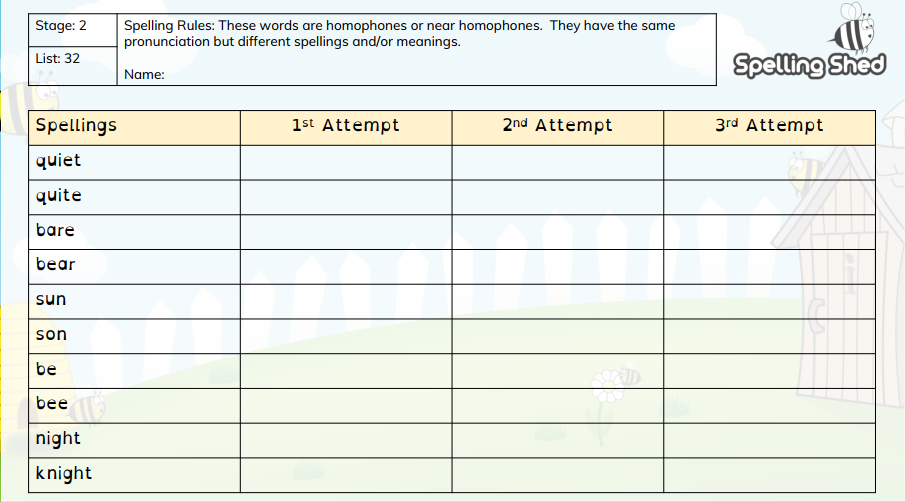 Stage: 2
Spelling Rules: These words are homophones or near homophones.  They have the same
pronunciation but different spellings and/or meanings.
List: 32
Name:
Spelling Shed
Spellings 1st Attempt 2nd Attempt 3rd Attempt
quiet
quite
bare
bear
sun
son
be
bee
night
knight